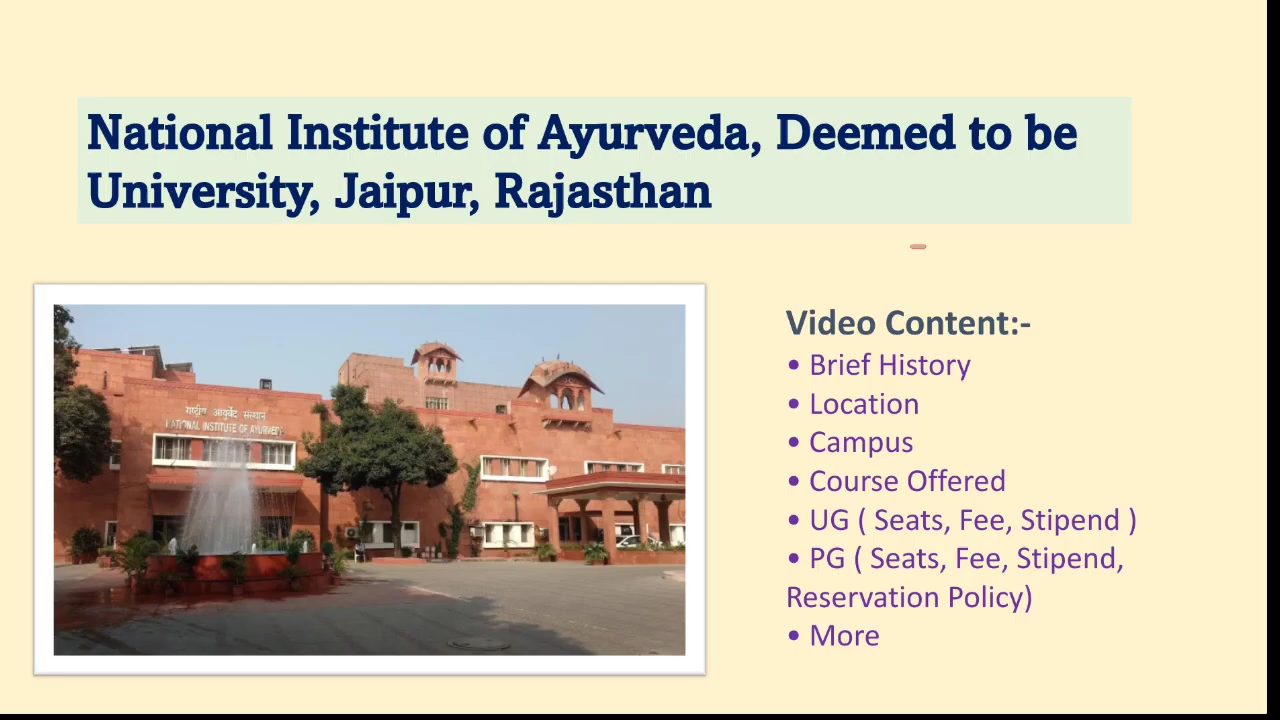 National Institute of Ayurveda, Deemed to be
University, Jaipur, Rajasthan
राष्ट्रीय आयुर्वेद संस्थान
NATIONAL INSTITUTE OF AYURVEDA
Video Content:-
• Brief History
• Location
• Campus
• Course Offered
• UG ( Seats, Fee, Stipend )
• PG ( Seats, Fee, Stipend,
Reservation Policy)
• More